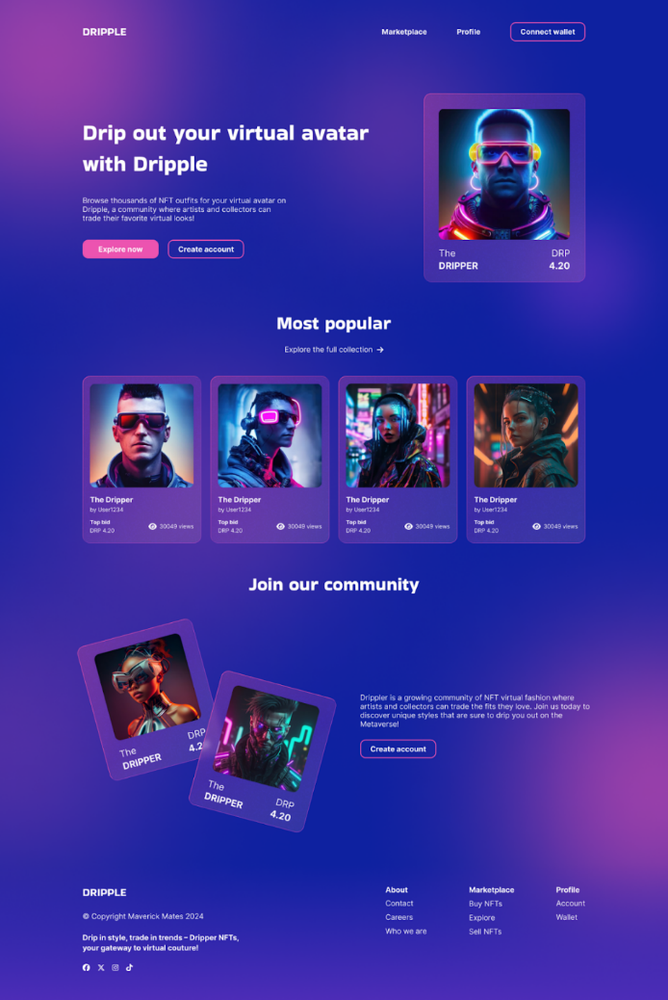 DRIPPLE
Marketplace
Profile
Connect wallet
Drip out your virtual avatar
with Dripple
Browse thousands of NFT outfits for your virtual avatar on
Dripple, a community where artists and collectors can
trade their favorite virtual looks!
Explore now
Create account
The DRP
DRIPPER 4.20
Most popular
Explore the full collection →
The Dripper
by User1234
Top bid
DRP 4.20
30049 views
The Dripper
by User1234
Top bid
DRP 4.20
30049 views
The Dripper
by User1234
Top bid
DRP 4.20
30049 views
The Dripper
by User1234
Top bid
DRP 4.20
30049 views
Join our community
The DRP
DRIPPER 4.2
The DRP
DRIPPER 4.20
Drippler is a growing community of NFT virtual fashion where
artists and collectors can trade the fits they love. Join us today to
discover unique styles that are sure to drip you out on the
Metaverse!
Create account
DRIPPLE
© Copyright Maverick Mates 2024
Drip in style, trade in trends – Dripper NFTs,
your gateway to virtual couture!
About
Contact
Careers
Who we are
Marketplace
Buy NFTs
Explore
Sell NFTs
Profile
Account
Wallet